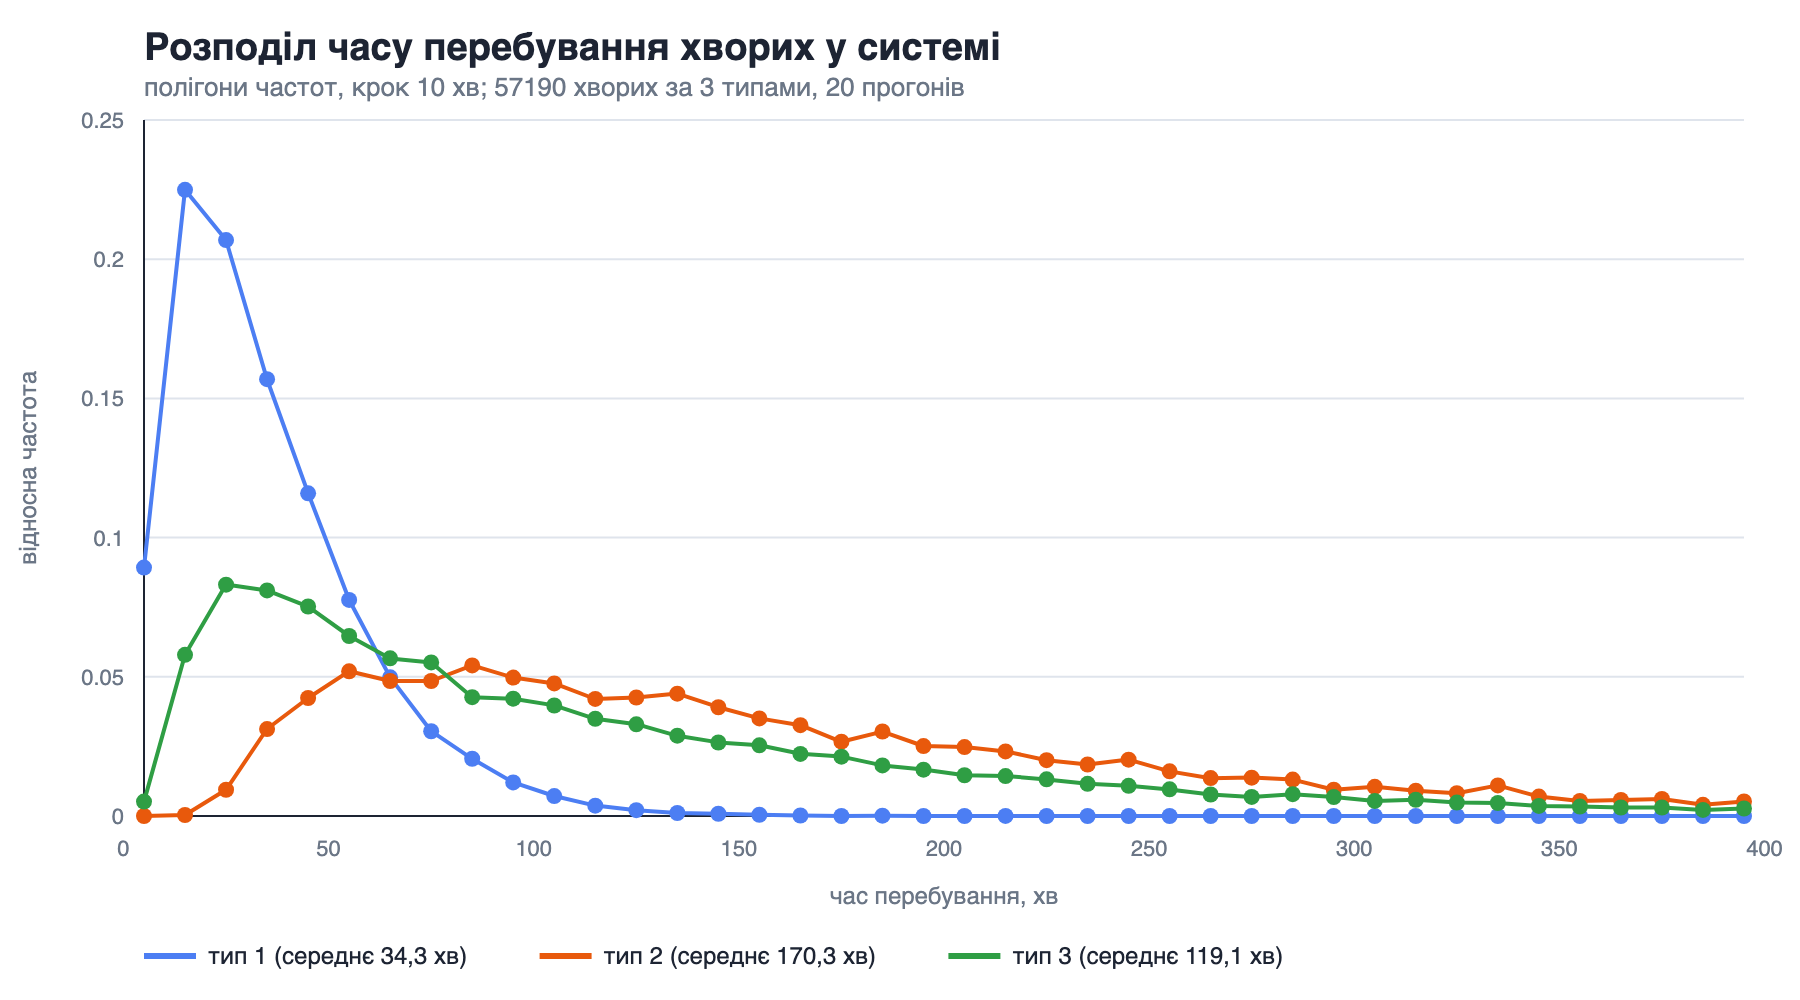 Розподіл часу перебування хворих у системі
полігони частот, крок 10 хв; 57190 хворих за 3 типами, 20 прогонів
0.25
0.2
0.15
0.1
0.05
0
відносна частота
0 50 100 150 200 250 300 350 400
час перебування, хв
тип 1 (середнє 34,3 хв) тип 2 (середнє 170,3 хв) тип 3 (середнє 119,1 хв)